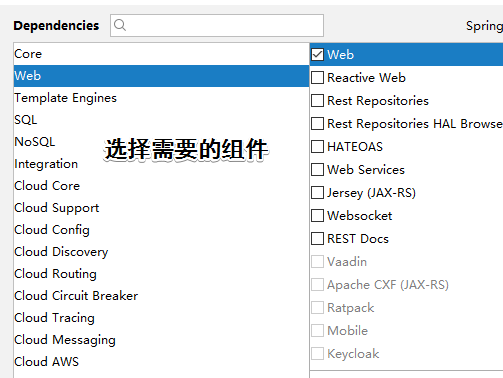 Dependencies
Spring
Core
Web
Template Engines
SQL
NoSQL
Integration
Cloud Core
Cloud Support
Cloud Config
Cloud Discovery
Cloud Routing
Cloud Circuit Breaker
Cloud Tracing
Cloud Messaging
Cloud AWS
选择需要的组件
Web
Reactive Web
Rest Repositories
Rest Repositories HAL Browse
HATEOAS
Web Services
Jersey (JAX-RS)
Websocket
REST Docs
Vaadin
Apache CXF (JAX-RS)
Ratpack
Mobile
Keycloak